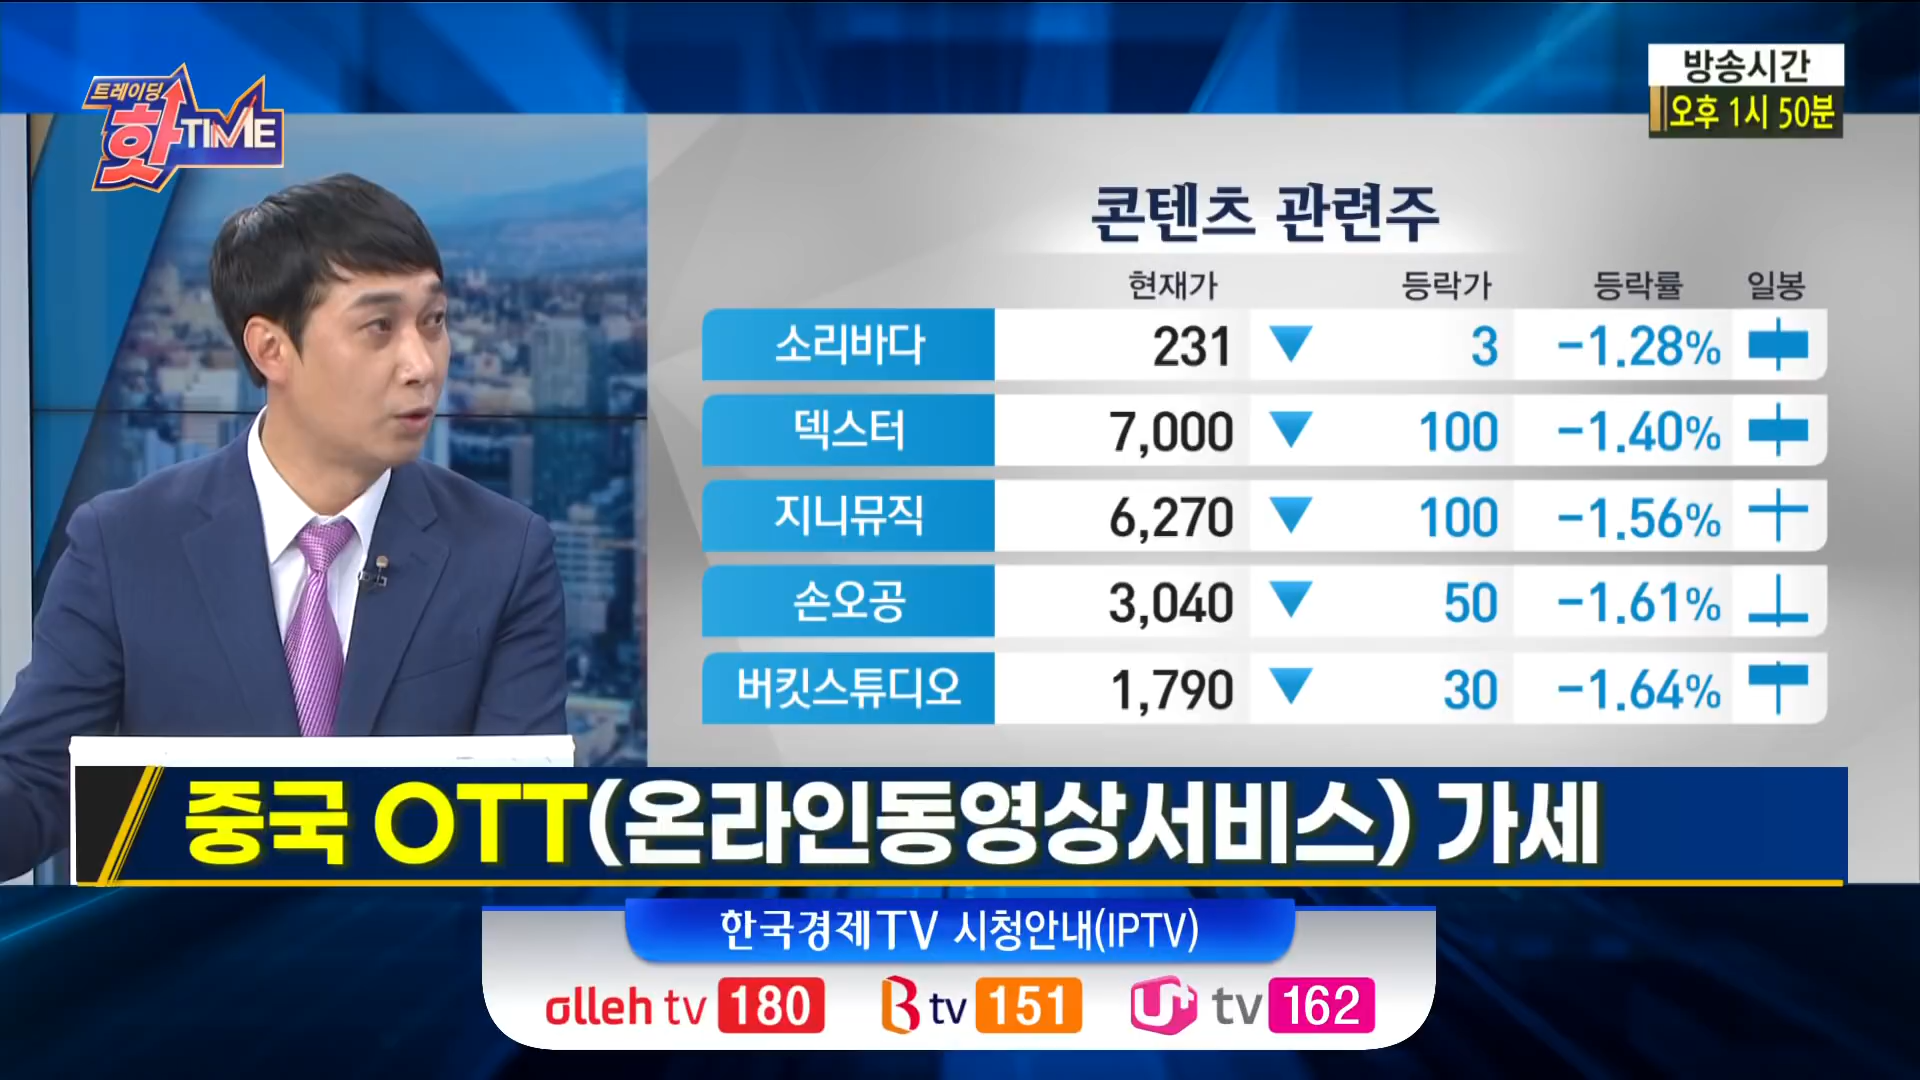 트레이딩
핫TIME
방송시간
오후 1시 50분
콘텐츠 관련주
현재가 등락가 등락률 일봉
소리바다 231 ▼ 3 -1.28%
덱스터 7,000 ▼ 100 -1.40%
지니뮤직 6,270 ▼ 100 -1.56%
손오공 3,040 ▼ 50 -1.61%
버킷스튜디오 1,790 ▼ 30 -1.64%
중국 OTT(온라인동영상서비스) 가세
한국경제TV 시청안내(IPTV)
olleh tv 180 B tv 151 U+ tv 162